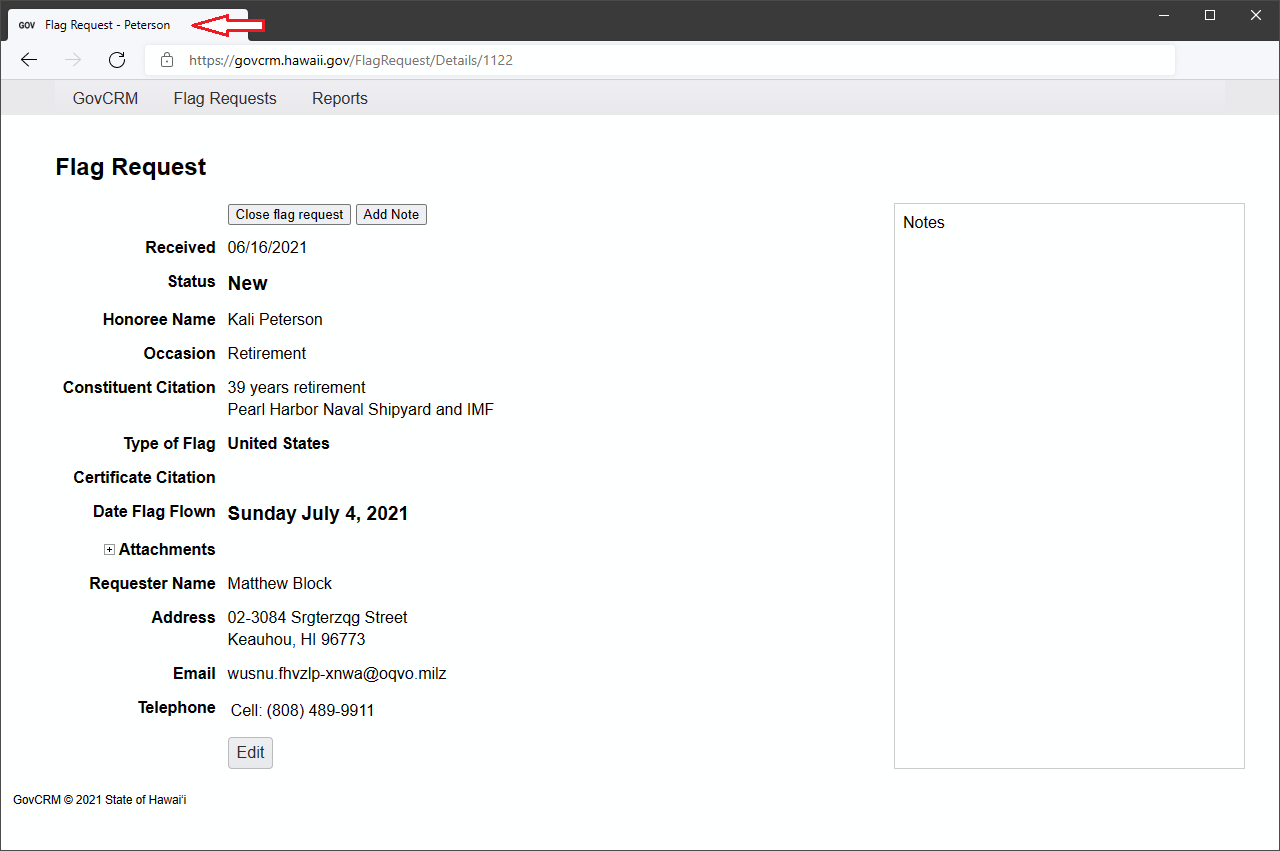 GOV Flag Request - Peterson
https://govcrm.hawaii.gov/FlagRequest/Details/1122
GovCRM Flag Requests Reports
Flag Request
Close flag request Add Note
Notes
Received 06/16/2021
Status New
Honoree Name Kali Peterson
Occasion Retirement
Constituent Citation 39 years retirement
Pearl Harbor Naval Shipyard and IMF
Type of Flag United States
Certificate Citation
Date Flag Flown Sunday July 4, 2021
Attachments
Requester Name Matthew Block
Address 02-3084 Srgterzqg Street
Keauhou, HI 96773
Email wusnu.fhvzlp-xnwa@oqvo.milz
Telephone Cell: (808) 489-9911
Edit
GovCRM © 2021 State of Hawaiʻi